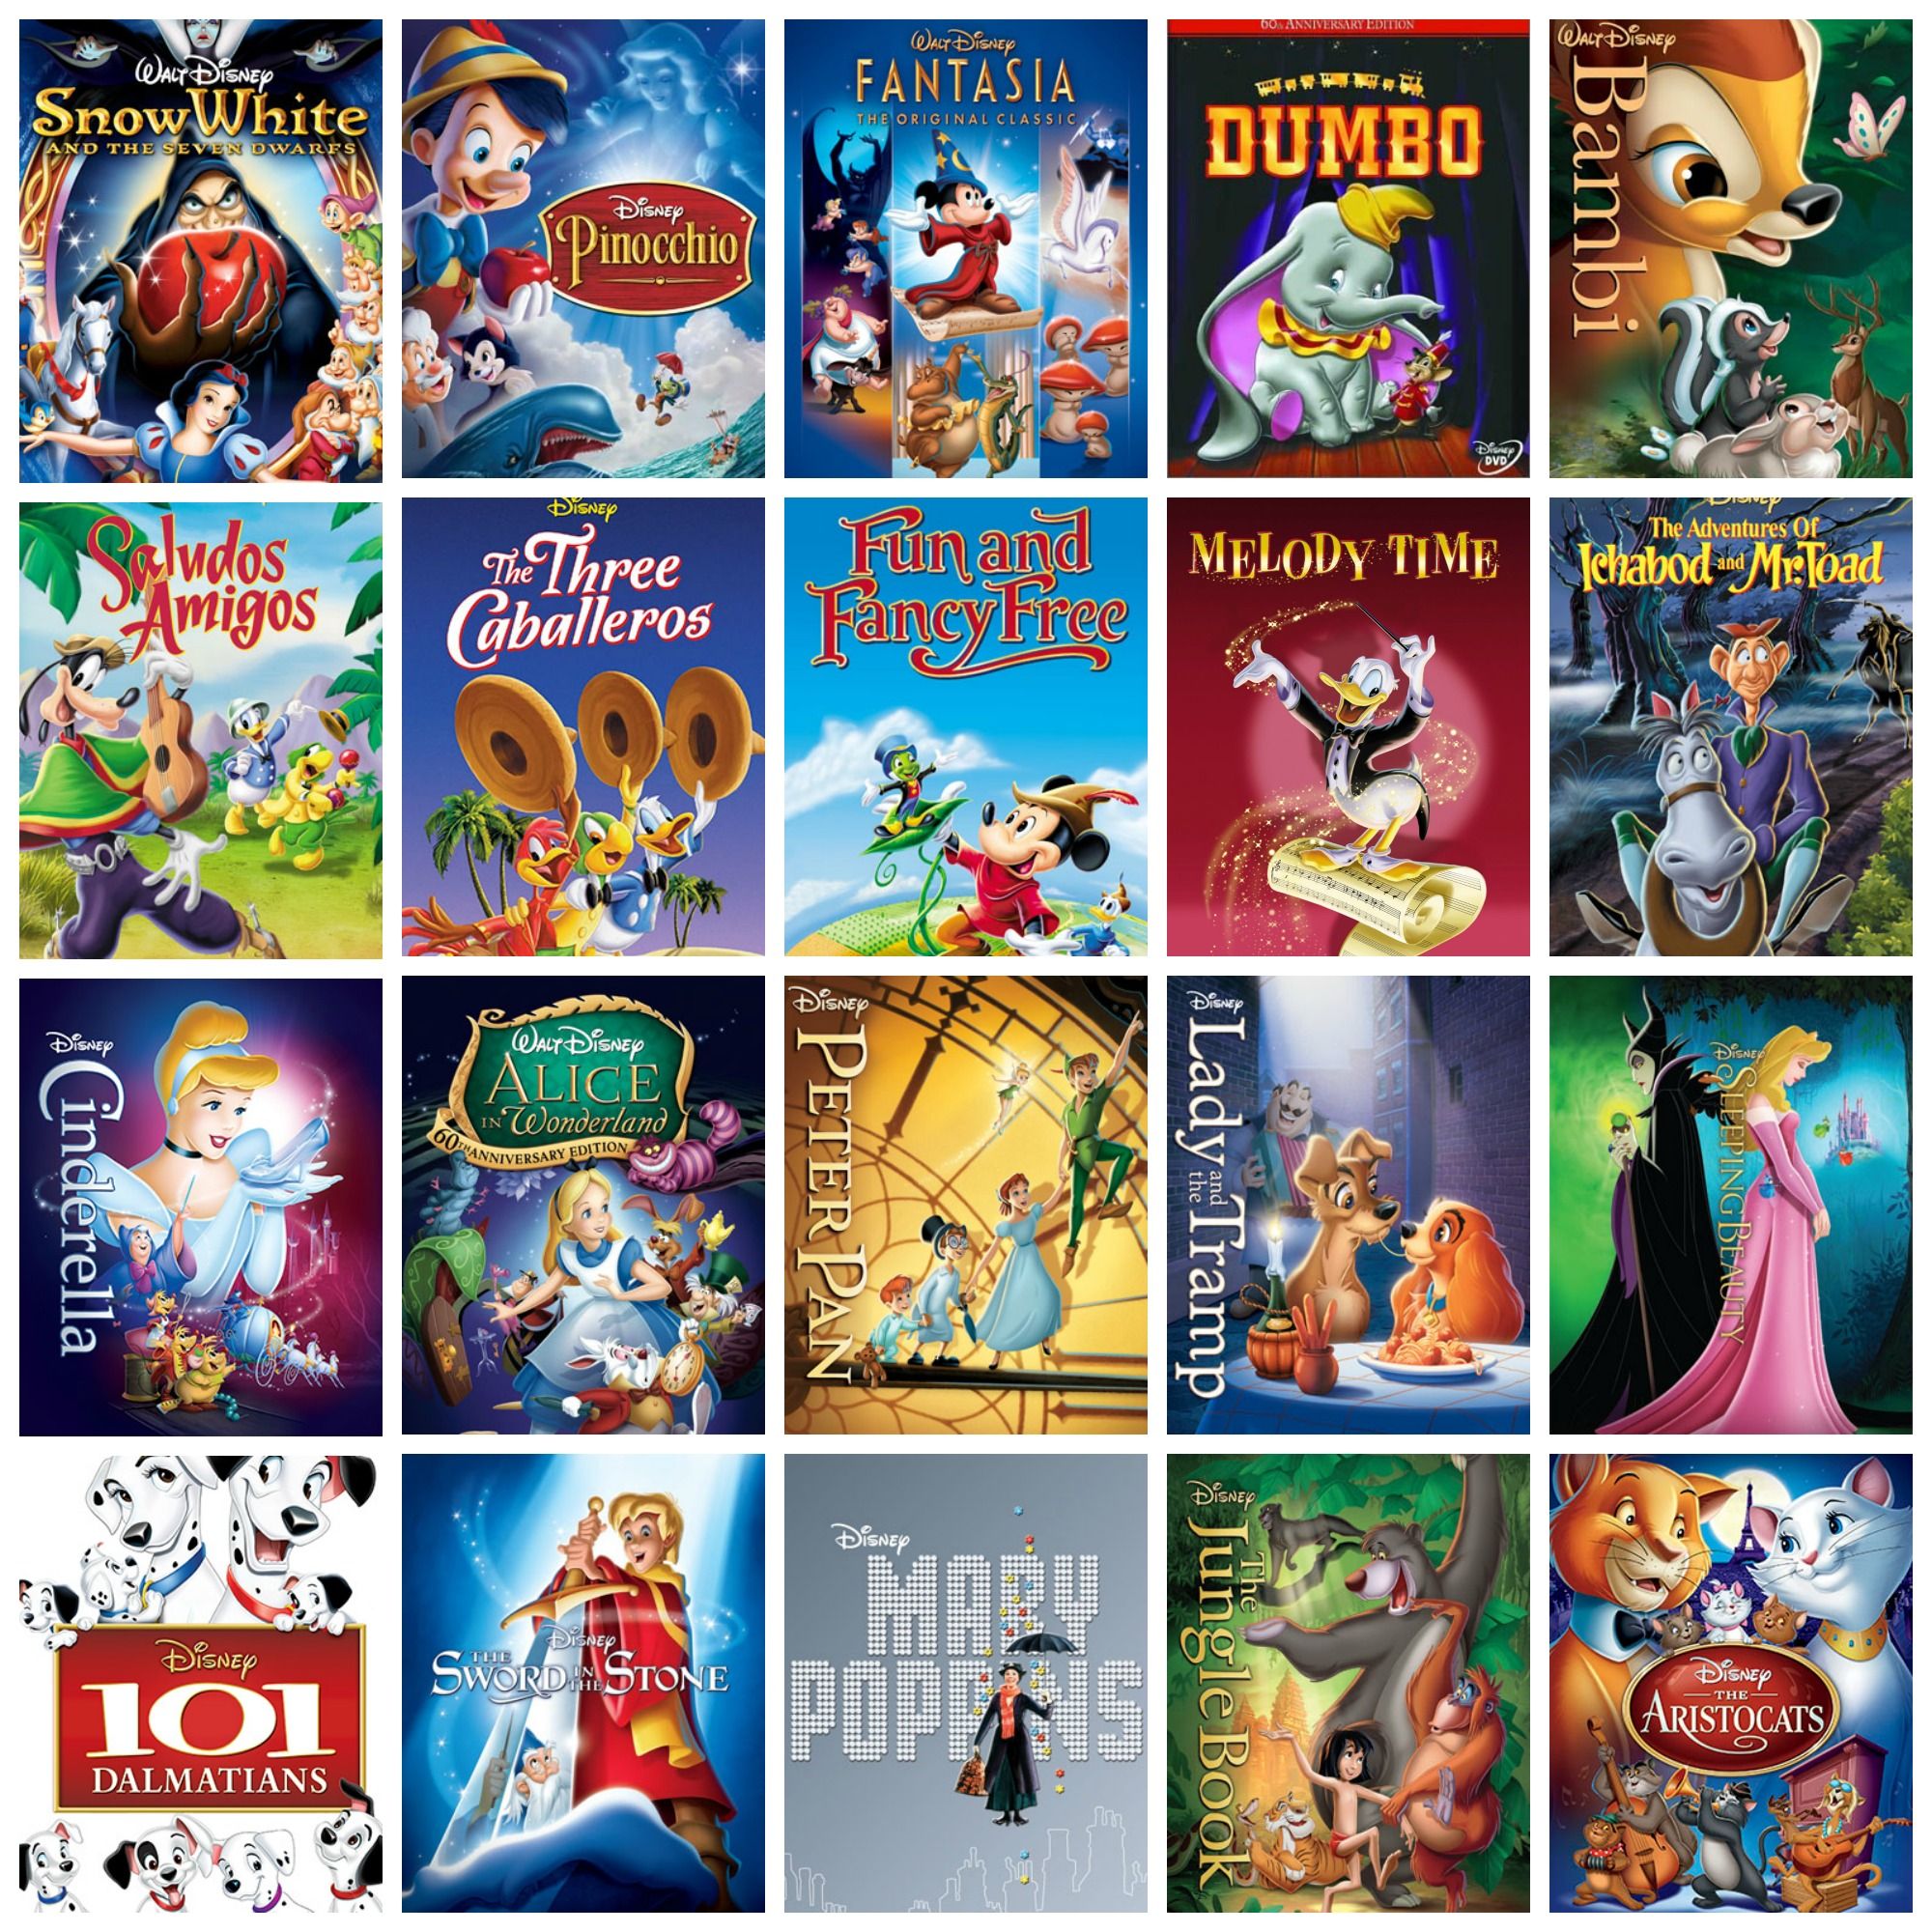 WALT DISNEY
Snow White
AND THE SEVEN DWARFS
DISNEY
Pinocchio
WALT DISNEY
FANTASIA
THE ORIGINAL CLASSIC
60th ANNIVERSARY EDITION
DUMBO
DISNEY
DVD
WALT DISNEY
Bambi
Saludos
Amigos
DISNEY
The Three
Caballeros
Fun and
Fancy Free
MELODY TIME
DISNEY
The Adventures Of
Ichabod and Mr. Toad
DISNEY
Cinderella
WALT DISNEY
ALICE
IN Wonderland
60TH ANNIVERSARY EDITION
DISNEY
PETER PAN
DISNEY
Lady and the Tramp
DISNEY
SLEEPING BEAUTY
DISNEY
101
DALMATIANS
DISNEY
THE SWORD IN THE STONE
DISNEY
MARY
POPPINS
DISNEY
The Jungle Book
DISNEY
THE
ARISTOCATS